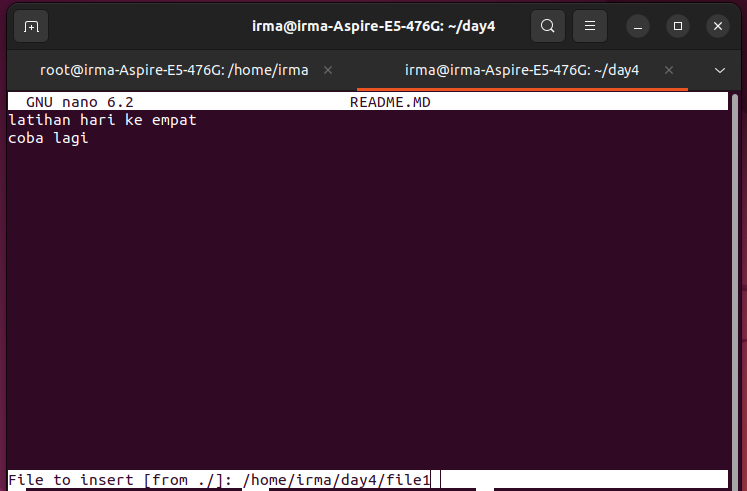 irma@irma-Aspire-E5-476G: ~/day4
root@irma-Aspire-E5-476G: /home/irma
irma@irma-Aspire-E5-476G: ~/day4
GNU nano 6.2 README.MD
latihan hari ke empat
coba lagi
File to insert [from ./]: /home/irma/day4/file1